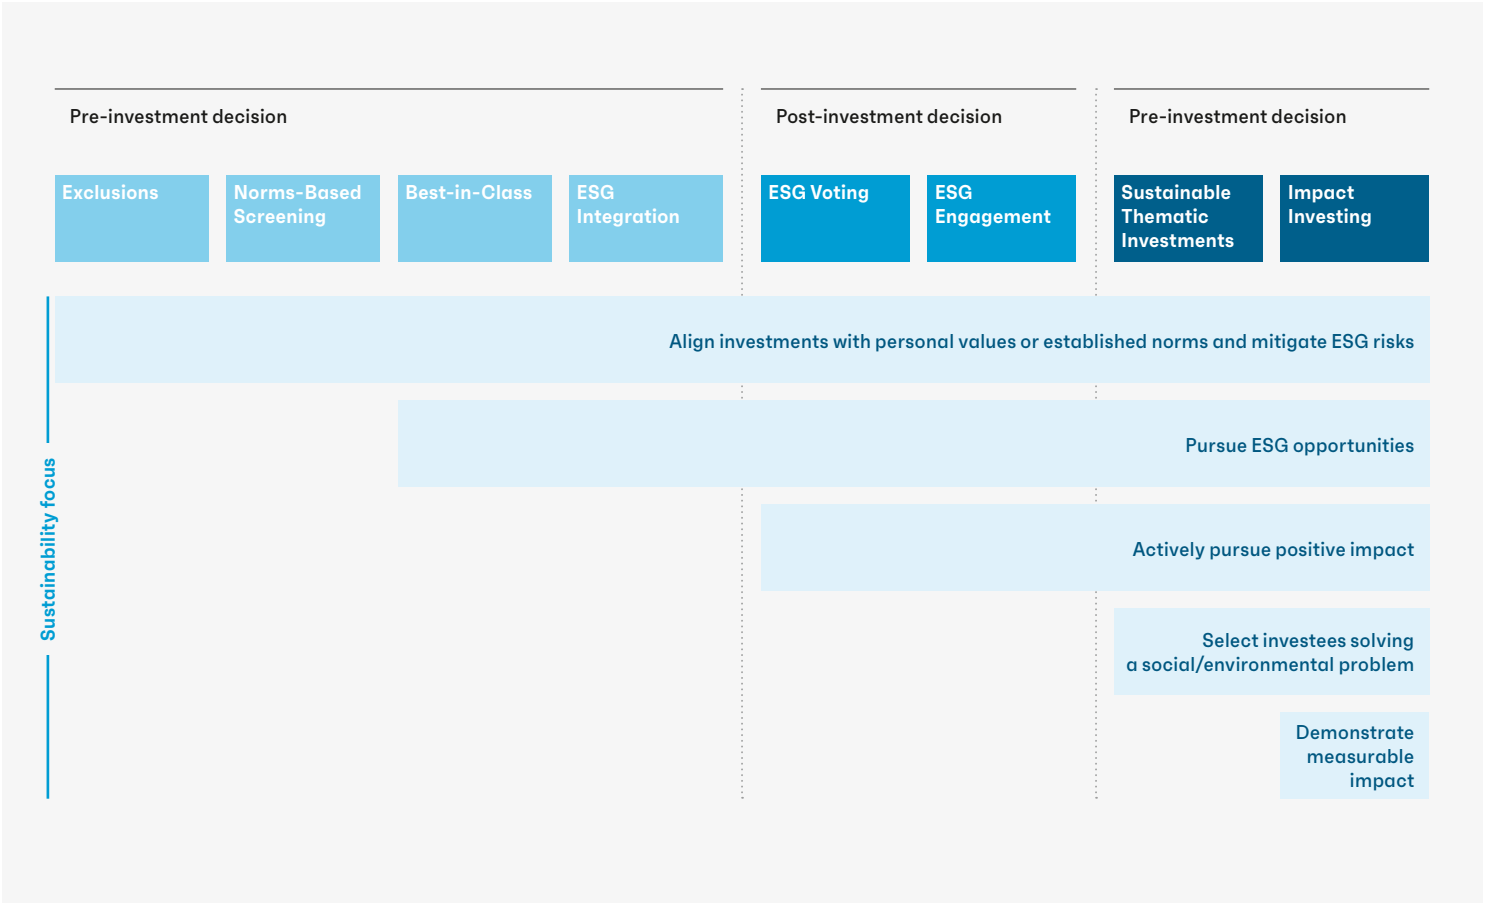 Pre-investment decision
Post-investment decision
Pre-investment decision
Exclusions
Norms-Based
Screening
Best-in-Class
ESG
Integration
ESG Voting
ESG
Engagement
Sustainable
Thematic
Investments
Impact
Investing
Sustainability focus
Align investments with personal values or established norms and mitigate ESG risks
Pursue ESG opportunities
Actively pursue positive impact
Select investees solving
a social/environmental problem
Demonstrate
measurable
impact